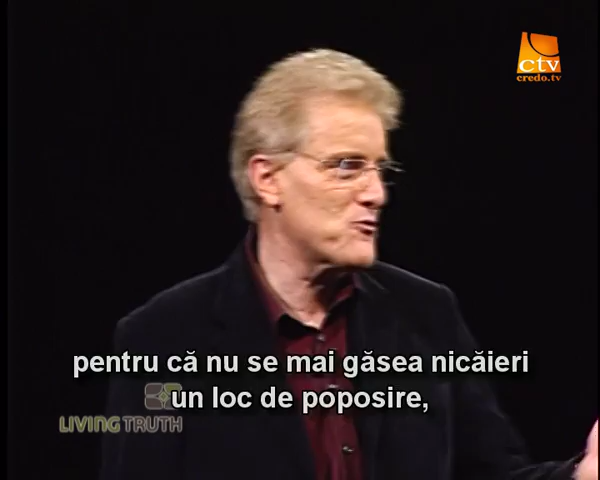 ctv
credo.tv
pentru că nu se mai găsea nicăieri
un loc de poposire,
LIVING TRUTH